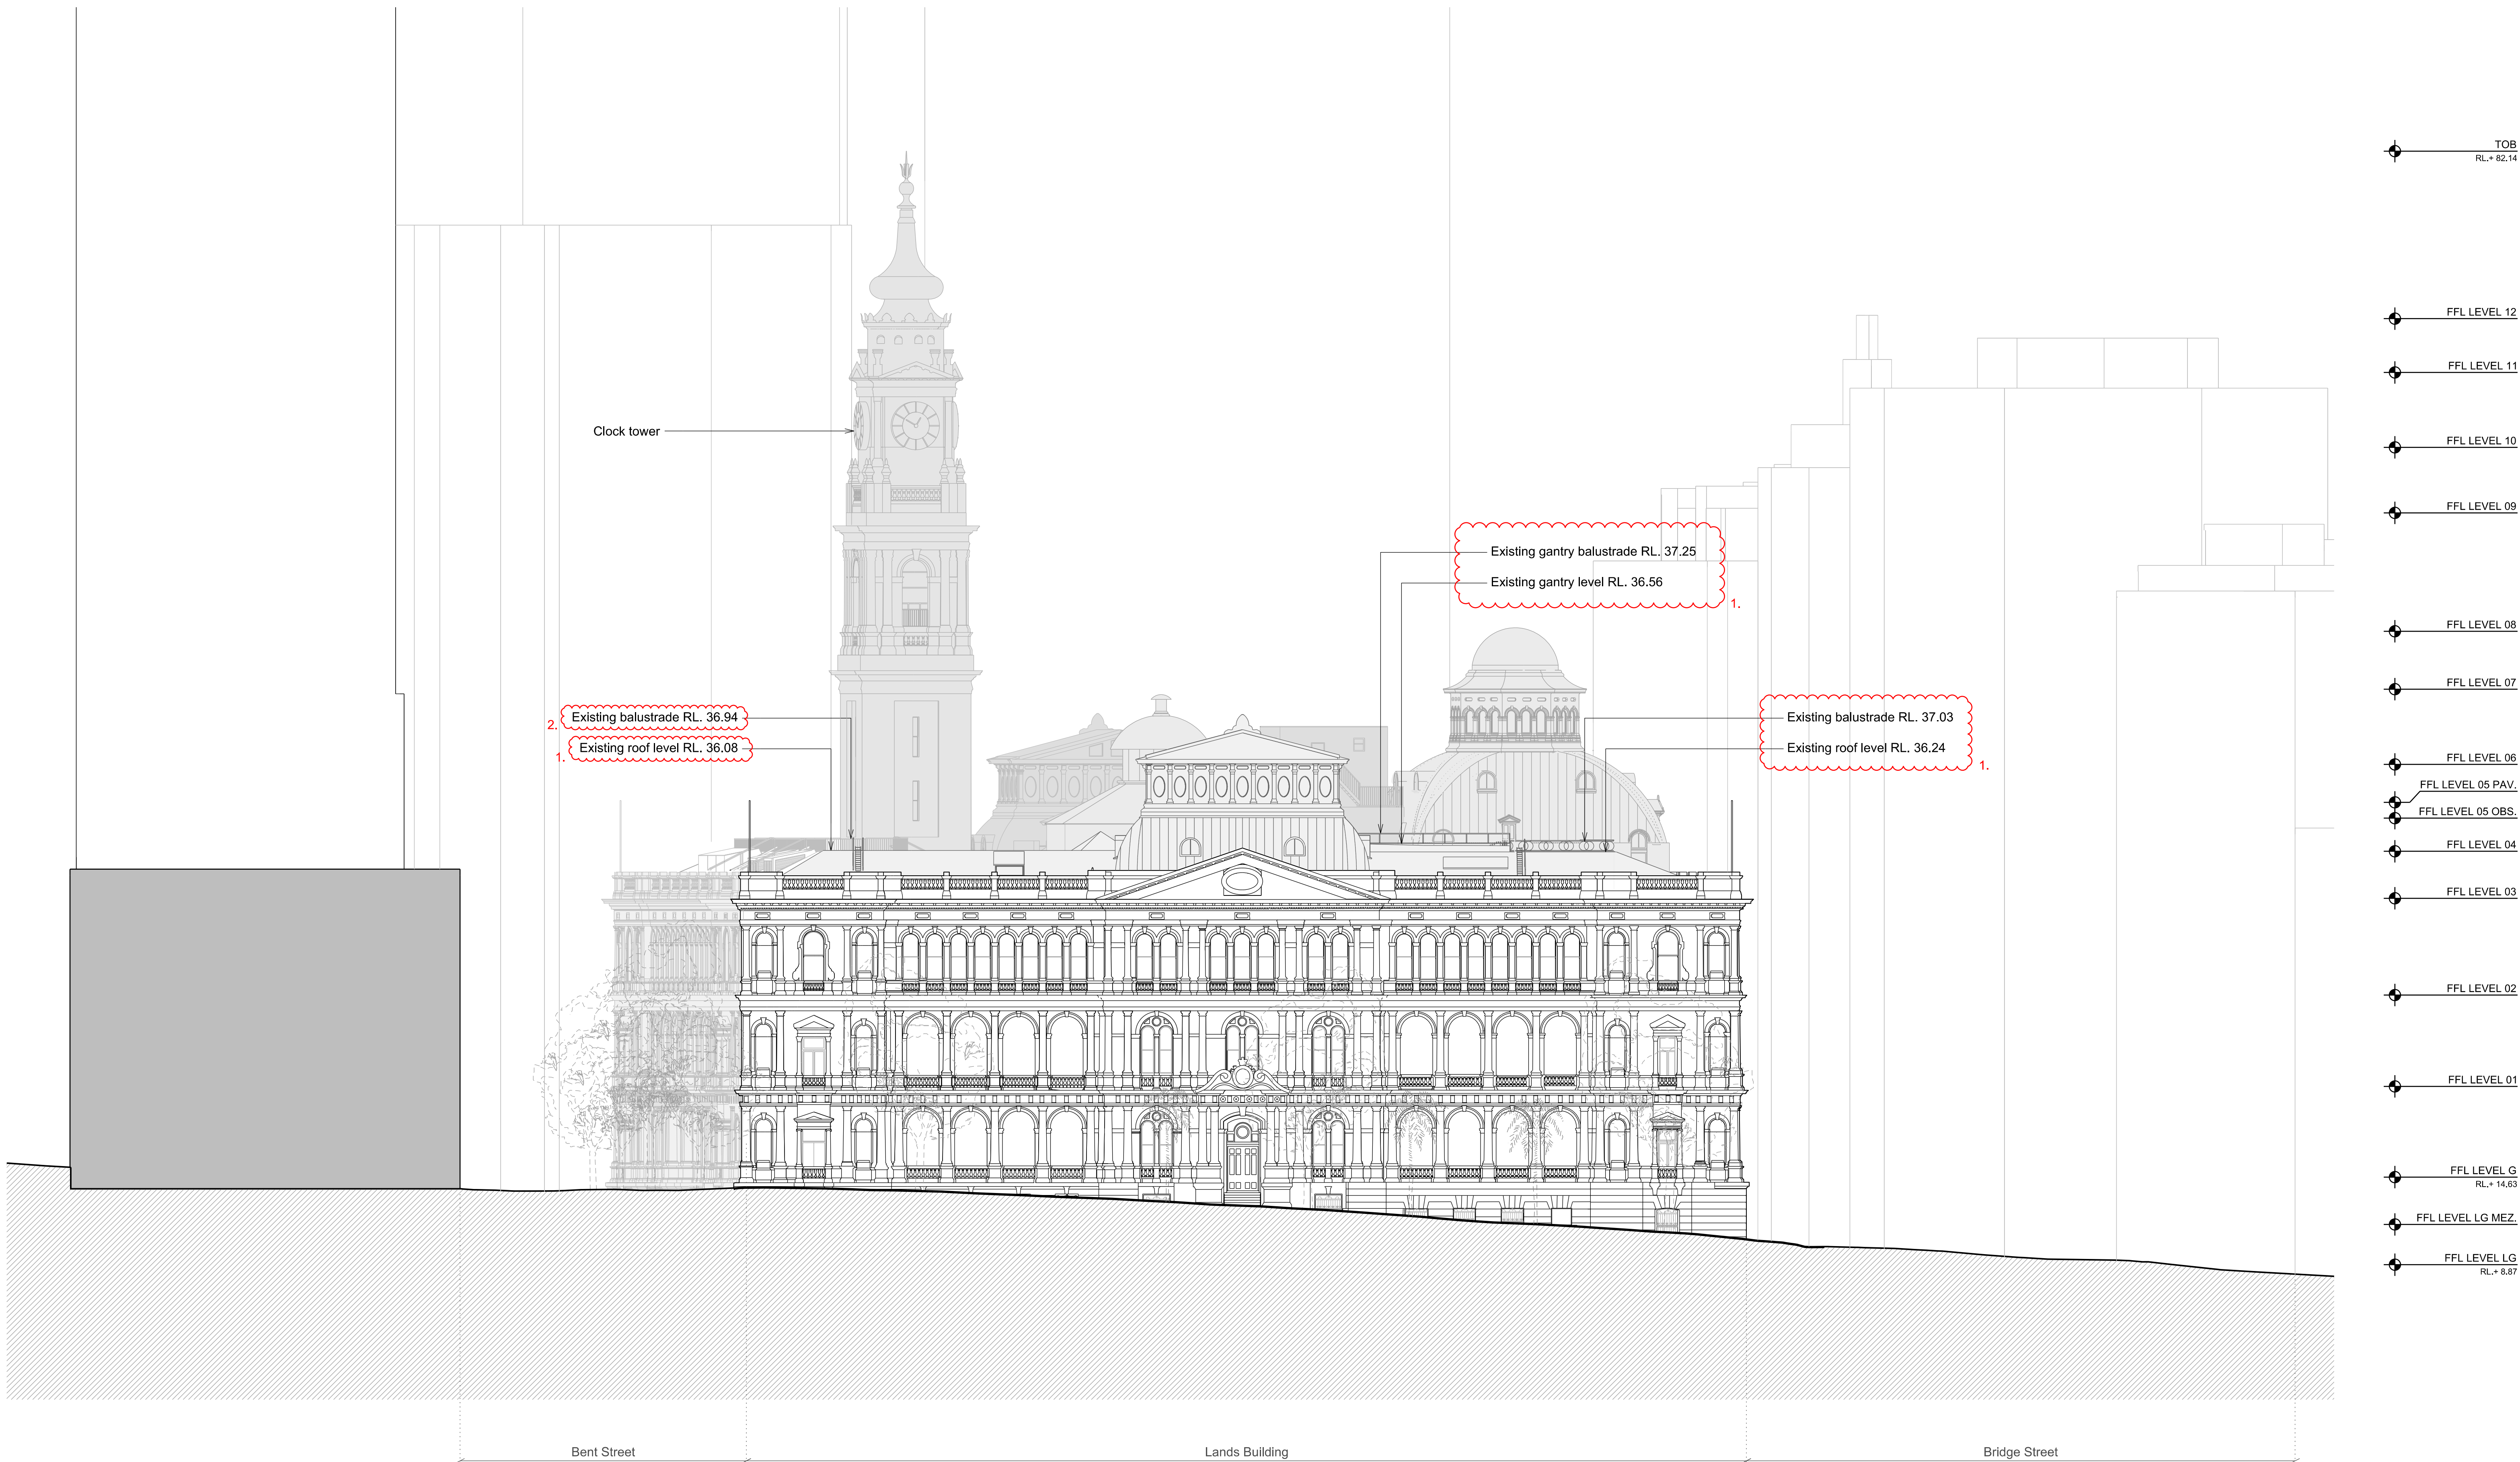 TOB
RL.+ 82.14
FFL LEVEL 12
FFL LEVEL 11
Clock tower
FFL LEVEL 10
FFL LEVEL 09
Existing gantry balustrade RL. 37.25
Existing gantry level RL. 36.56
1.
FFL LEVEL 08
FFL LEVEL 07
2.
Existing balustrade RL. 36.94
1.
Existing roof level RL. 36.08
Existing balustrade RL. 37.03
Existing roof level RL. 36.24
1.
FFL LEVEL 06
FFL LEVEL 05 PAV.
FFL LEVEL 05 OBS.
FFL LEVEL 04
FFL LEVEL 03
FFL LEVEL 02
FFL LEVEL 01
FFL LEVEL G
RL.+ 14.63
FFL LEVEL LG MEZ.
FFL LEVEL LG
RL.+ 8.87
Bent Street
Lands Building
Bridge Street